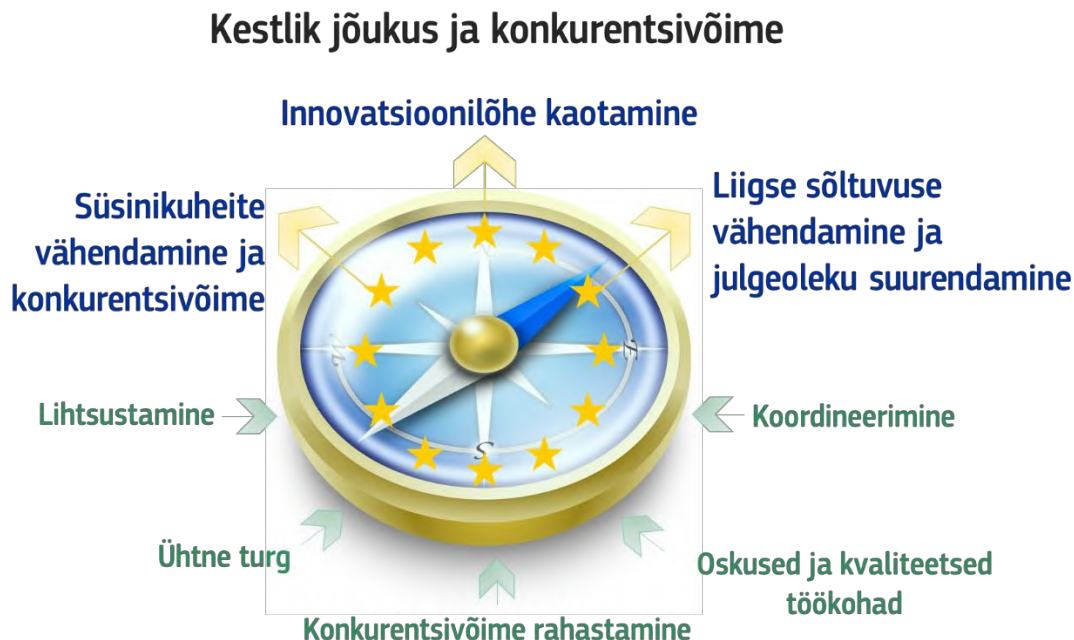 Kestlik jõukus ja konkurentsivõime
Innovatsioonilõhe kaotamine
Süsinikuheite
vähendamine ja
konkurentsivõime
Liigse sõltuvuse
vähendamine ja
julgeoleku suurendamine
W
E
S
Lihtsustamine
Koordineerimine
Ühtne turg
Oskused ja kvaliteetsed
töökohad
Konkurentsivõime rahastamine